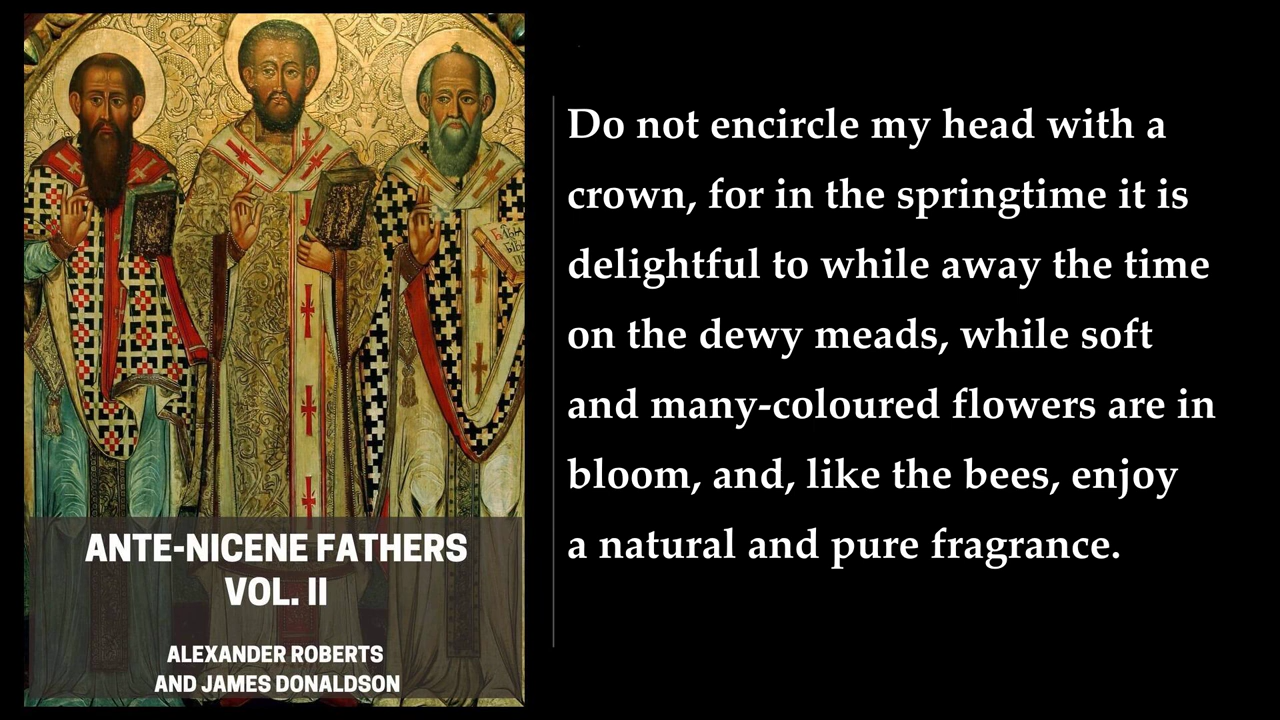 ANTE-NICENE FATHERS
VOL. II
ALEXANDER ROBERTS
AND JAMES DONALDSON
Do not encircle my head with a
crown, for in the springtime it is
delightful to while away the time
on the dewy meads, while soft
and many-coloured flowers are in
bloom, and, like the bees, enjoy
a natural and pure fragrance.